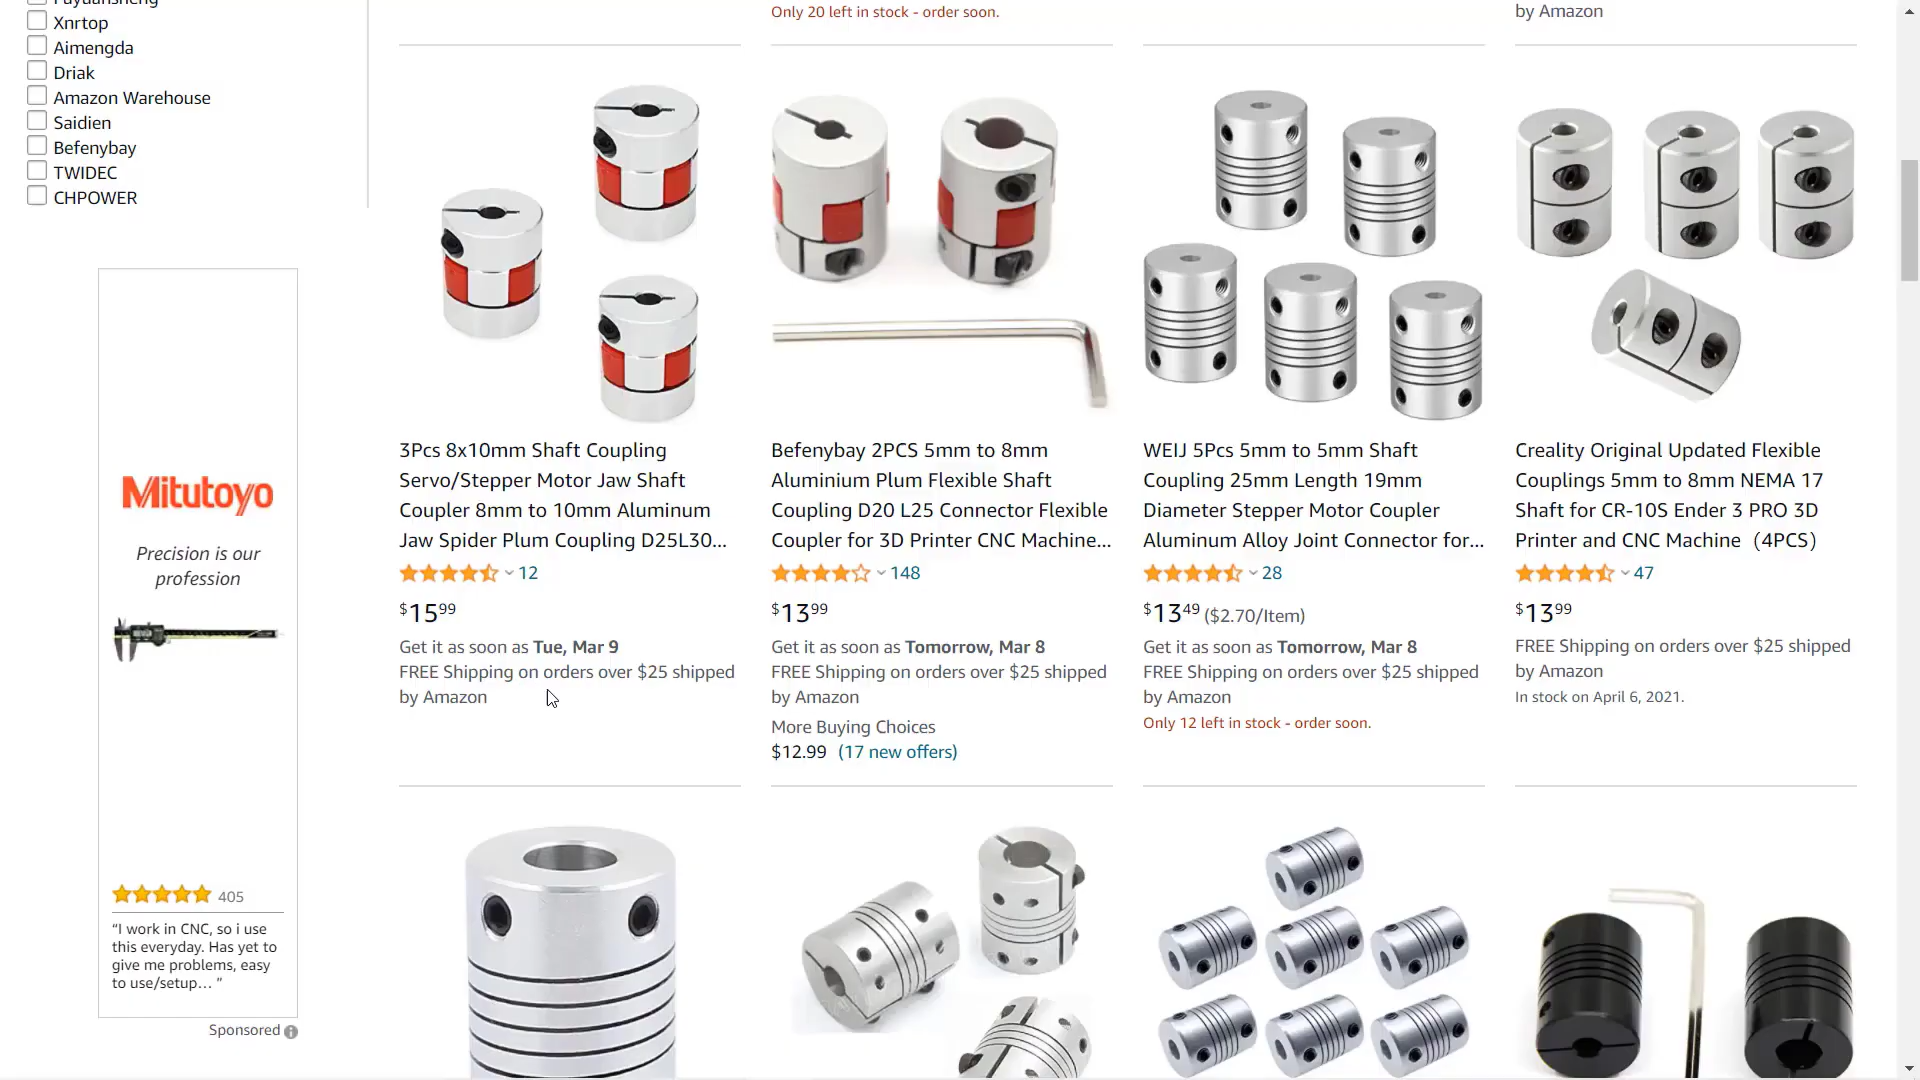 Fuyuansheng
Xnrtop
Aimengda
Driak
Amazon Warehouse
Saidien
Befenybay
TWIDEC
CHPOWER
Mitutoyo
Precision is our
profession
405
“I work in CNC, so i use
this everyday. Has yet to
give me problems, easy
to use/setup… ”
Sponsored
Only 20 left in stock - order soon.
by Amazon
3Pcs 8x10mm Shaft Coupling
Servo/Stepper Motor Jaw Shaft
Coupler 8mm to 10mm Aluminum
Jaw Spider Plum Coupling D25L30...
12
$15.99
Get it as soon as Tue, Mar 9
FREE Shipping on orders over $25 shipped
by Amazon
Befenybay 2PCS 5mm to 8mm
Aluminium Plum Flexible Shaft
Coupling D20 L25 Connector Flexible
Coupler for 3D Printer CNC Machine...
148
$13.99
Get it as soon as Tomorrow, Mar 8
FREE Shipping on orders over $25 shipped
by Amazon
More Buying Choices
$12.99 (17 new offers)
WEIJ 5Pcs 5mm to 5mm Shaft
Coupling 25mm Length 19mm
Diameter Stepper Motor Coupler
Aluminum Alloy Joint Connector for...
28
$13.49 ($2.70/Item)
Get it as soon as Tomorrow, Mar 8
FREE Shipping on orders over $25 shipped
by Amazon
Only 12 left in stock - order soon.
Creality Original Updated Flexible
Couplings 5mm to 8mm NEMA 17
Shaft for CR-10S Ender 3 PRO 3D
Printer and CNC Machine（4PCS）
47
$13.99
FREE Shipping on orders over $25 shipped
by Amazon
In stock on April 6, 2021.